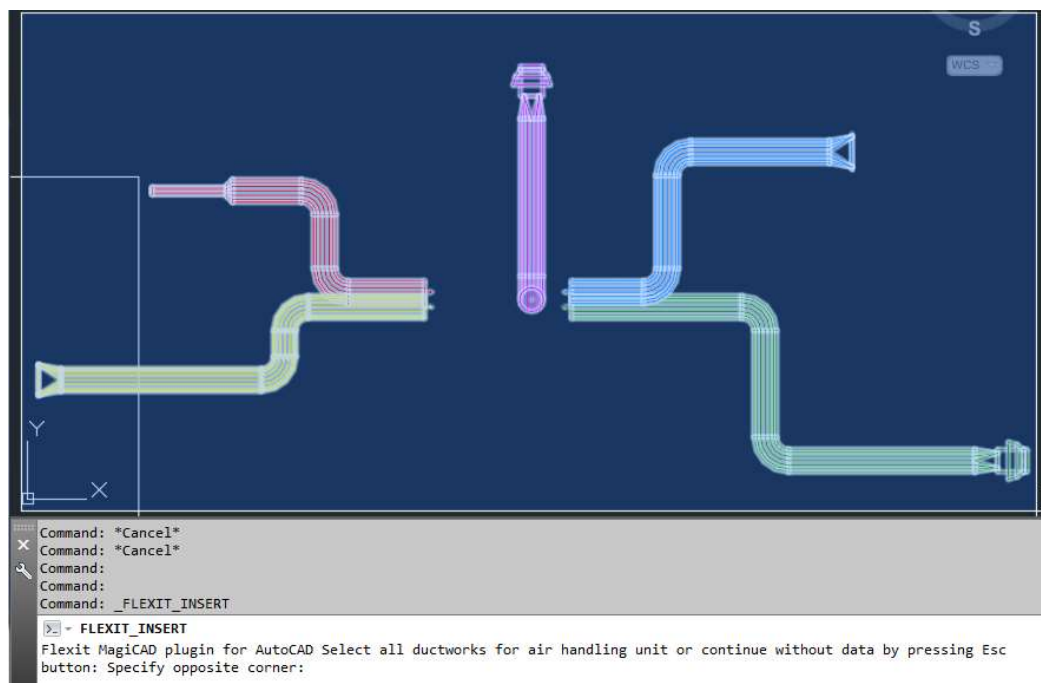 S
WCS
Y
X
Command: *Cancel*
Command: *Cancel*
Command:
Command:
Command: _FLEXIT_INSERT
FLEXIT_INSERT
Flexit MagiCAD plugin for AutoCAD Select all ductworks for air handling unit or continue without data by pressing Esc
button: Specify opposite corner: